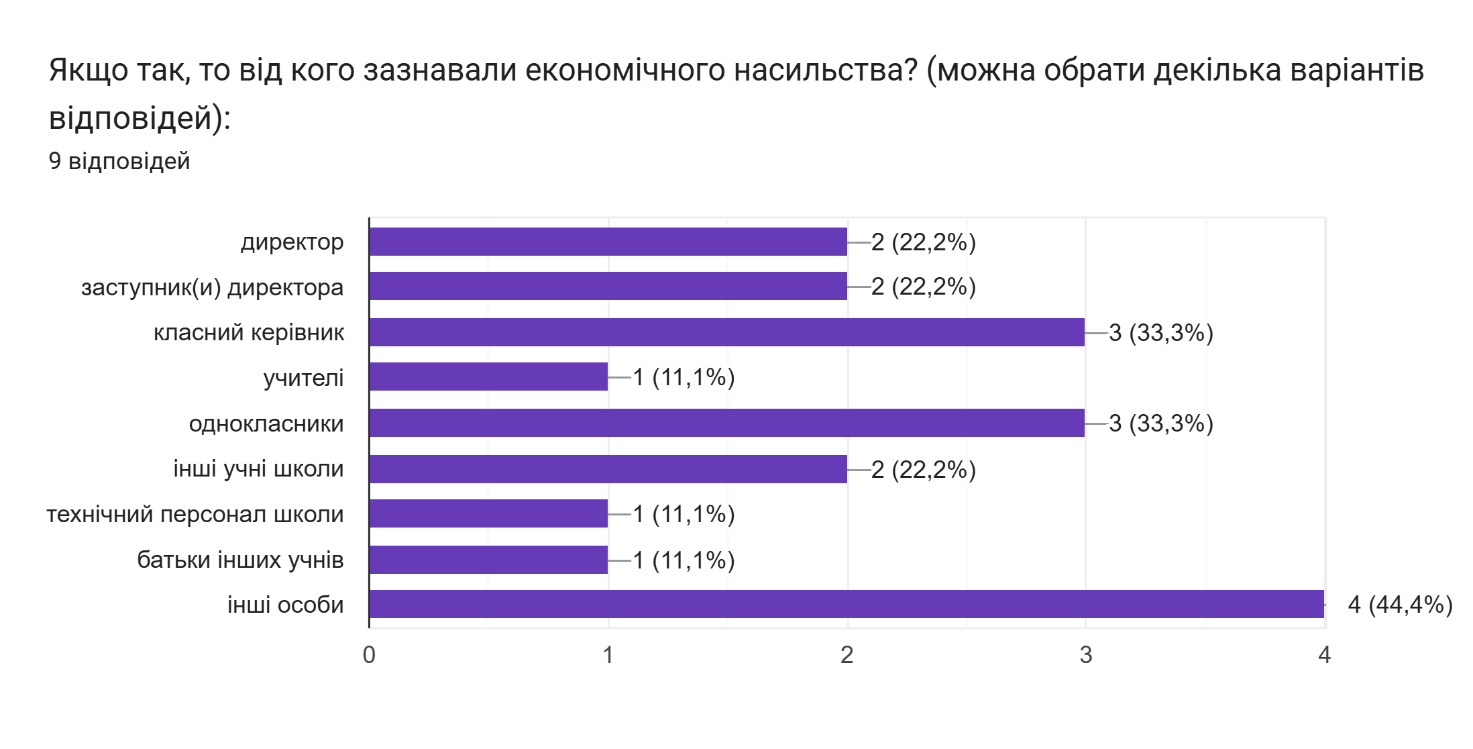 Якщо так, то від кого зазнавали економічного насильства? (можна обрати декілька варіантів
відповідей):
9 відповідей
директор 2 (22,2%)
заступник(и) директора 2 (22,2%)
класний керівник 3 (33,3%)
учителі 1 (11,1%)
однокласники 3 (33,3%)
інші учні школи 2 (22,2%)
технічний персонал школи 1 (11,1%)
батьки інших учнів 1 (11,1%)
інші особи 4 (44,4%)
0 1 2 3 4